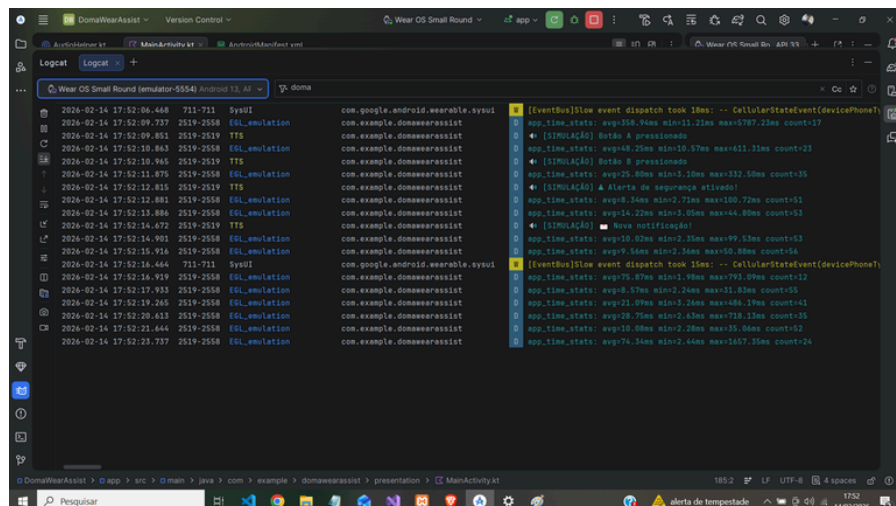 DomaWearAssist Version Control Wear OS Small Round app
AudioHelper.kt MainActivity.kt AndroidManifest.xml Wear OS Small Ro API 33
Logcat Logcat
Wear OS Small Round (emulator-5554) Android 13, AF doma Cc
2026-02-14 17:52:06.468 711-711 SysUI com.google.android.wearable.sysui W [EventBus]Slow event dispatch took 18ms: -- CellularStateEvent(devicePhoneTy
2026-02-14 17:52:09.737 2519-2558 EGL_emulation com.example.domawearassist D app_time_stats: avg=358.94ms min=11.21ms max=5787.23ms count=17
2026-02-14 17:52:09.851 2519-2519 TTS com.example.domawearassist D 🔊 [SIMULAÇÃO] Botão A pressionado
2026-02-14 17:52:10.863 2519-2558 EGL_emulation com.example.domawearassist D app_time_stats: avg=48.25ms min=10.57ms max=611.31ms count=23
2026-02-14 17:52:10.965 2519-2519 TTS com.example.domawearassist D 🔊 [SIMULAÇÃO] Botão B pressionado
2026-02-14 17:52:11.875 2519-2558 EGL_emulation com.example.domawearassist D app_time_stats: avg=25.80ms min=3.10ms max=332.50ms count=35
2026-02-14 17:52:12.815 2519-2519 TTS com.example.domawearassist D 🔊 [SIMULAÇÃO] ⚠ Alerta de segurança ativado!
2026-02-14 17:52:12.881 2519-2558 EGL_emulation com.example.domawearassist D app_time_stats: avg=8.34ms min=2.71ms max=100.72ms count=51
2026-02-14 17:52:13.886 2519-2558 EGL_emulation com.example.domawearassist D app_time_stats: avg=14.22ms min=3.05ms max=44.80ms count=53
2026-02-14 17:52:14.672 2519-2519 TTS com.example.domawearassist D 🔊 [SIMULAÇÃO] 📩 Nova notificação!
2026-02-14 17:52:14.901 2519-2558 EGL_emulation com.example.domawearassist D app_time_stats: avg=10.02ms min=2.35ms max=99.53ms count=53
2026-02-14 17:52:15.916 2519-2558 EGL_emulation com.example.domawearassist D app_time_stats: avg=9.56ms min=2.36ms max=50.88ms count=56
2026-02-14 17:52:16.464 711-711 SysUI com.google.android.wearable.sysui W [EventBus]Slow event dispatch took 15ms: -- CellularStateEvent(devicePhoneTy
2026-02-14 17:52:16.919 2519-2558 EGL_emulation com.example.domawearassist D app_time_stats: avg=75.87ms min=1.98ms max=793.09ms count=12
2026-02-14 17:52:17.933 2519-2558 EGL_emulation com.example.domawearassist D app_time_stats: avg=8.57ms min=2.24ms max=31.83ms count=55
2026-02-14 17:52:19.265 2519-2558 EGL_emulation com.example.domawearassist D app_time_stats: avg=21.09ms min=3.26ms max=486.19ms count=41
2026-02-14 17:52:20.613 2519-2558 EGL_emulation com.example.domawearassist D app_time_stats: avg=28.75ms min=2.63ms max=718.13ms count=35
2026-02-14 17:52:21.644 2519-2558 EGL_emulation com.example.domawearassist D app_time_stats: avg=10.08ms min=2.28ms max=35.06ms count=52
2026-02-14 17:52:23.737 2519-2558 EGL_emulation com.example.domawearassist D app_time_stats: avg=74.34ms min=2.44ms max=1657.35ms count=24
DomaWearAssist > app > src > main > java > com > example > domawearassist > presentation > MainActivity.kt 185:2 LF UTF-8 4 spaces
Pesquisar alerta de tempestade 17:52